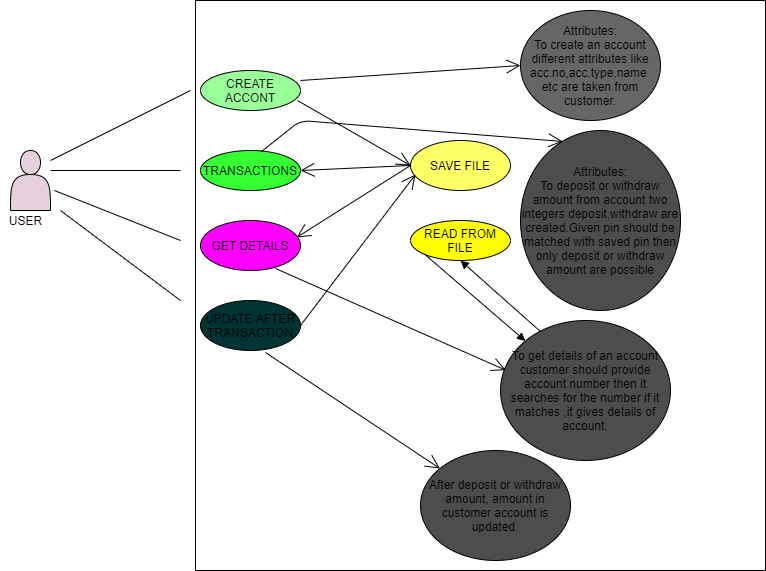 USER
CREATE
ACCONT
TRANSACTIONS
GET DETAILS
UPDATE AFTER
TRANSACTION
SAVE FILE
READ FROM
FILE
Attributes:
To create an account
different attributes like
acc.no,acc.type,name
etc are taken from
customer.
Attributes:
To deposit or withdraw
amount from account two
integers deposit,withdraw are
created.Given pin should be
matched with saved pin then
only deposit or withdraw
amount are possible
To get details of an account
customer should provide
account number then it
searches for the number if it
matches ,it gives details of
account.
After deposit or withdraw
amount, amount in
customer account is
updated.